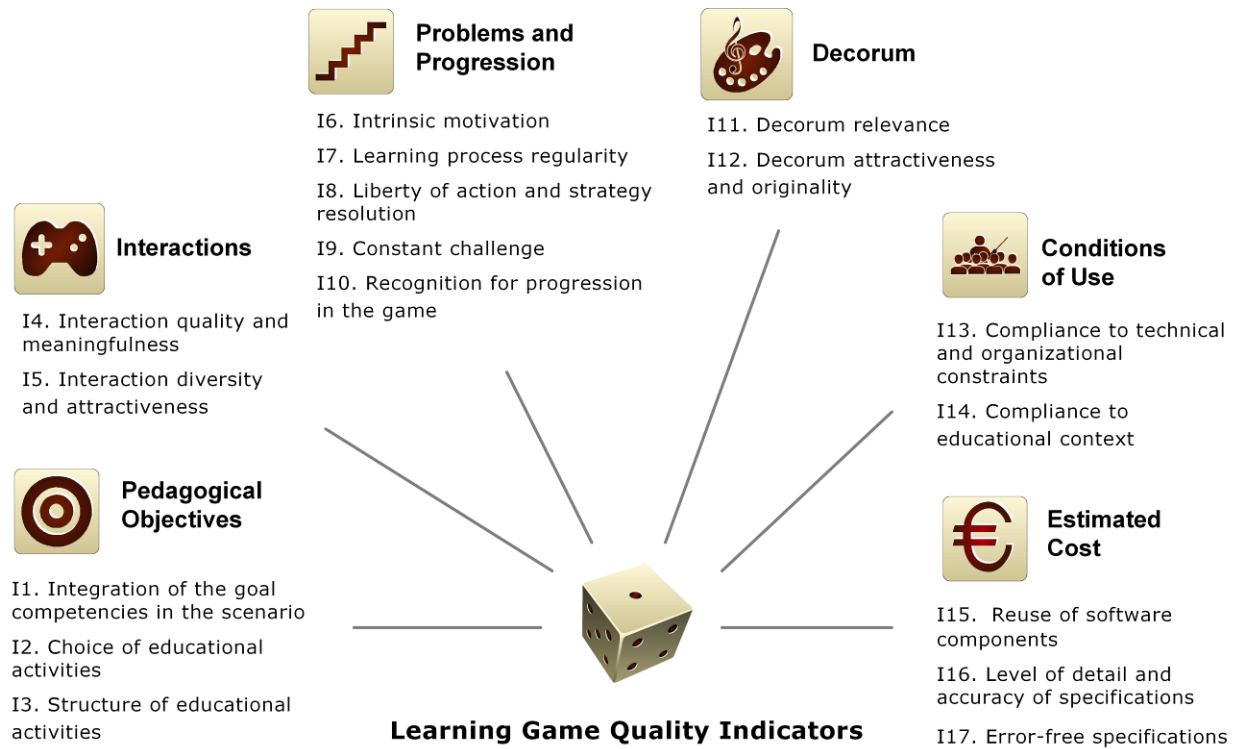 Problems and
Progression
I6. Intrinsic motivation
I7. Learning process regularity
I8. Liberty of action and strategy
resolution
I9. Constant challenge
I10. Recognition for progression
in the game
Decorum
I11. Decorum relevance
I12. Decorum attractiveness
and originality
Interactions
I4. Interaction quality and
meaningfulness
I5. Interaction diversity
and attractiveness
Conditions
of Use
I13. Compliance to technical
and organizational
constraints
I14. Compliance to
educational context
Pedagogical
Objectives
I1. Integration of the goal
competencies in the scenario
I2. Choice of educational
activities
I3. Structure of educational
activities
Estimated
Cost
I15. Reuse of software
components
I16. Level of detail and
accuracy of specifications
I17. Error-free specifications
Learning Game Quality Indicators